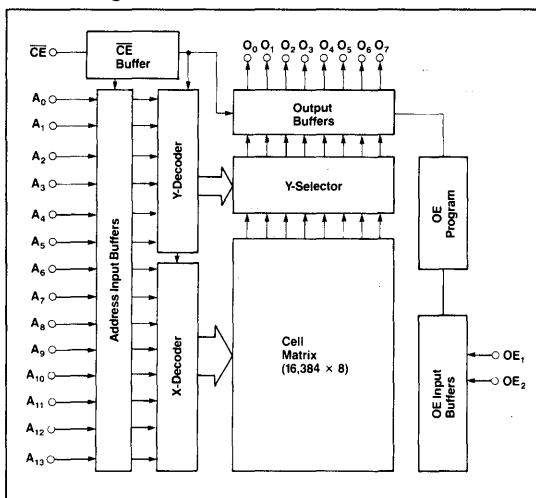 C̅E̅
C̅E̅
Buffer
O₀ O₁ O₂ O₃ O₄ O₅ O₆ O₇
Output
Buffers
A₀
A₁
A₂
A₃
A₄
A₅
A₆
A₇
A₈
A₉
A₁₀
A₁₁
A₁₂
A₁₃
Address Input Buffers
Y-Decoder
X-Decoder
Y-Selector
Cell
Matrix
(16,384 × 8)
OE
Program
OE Input
Buffers
OE₁
OE₂